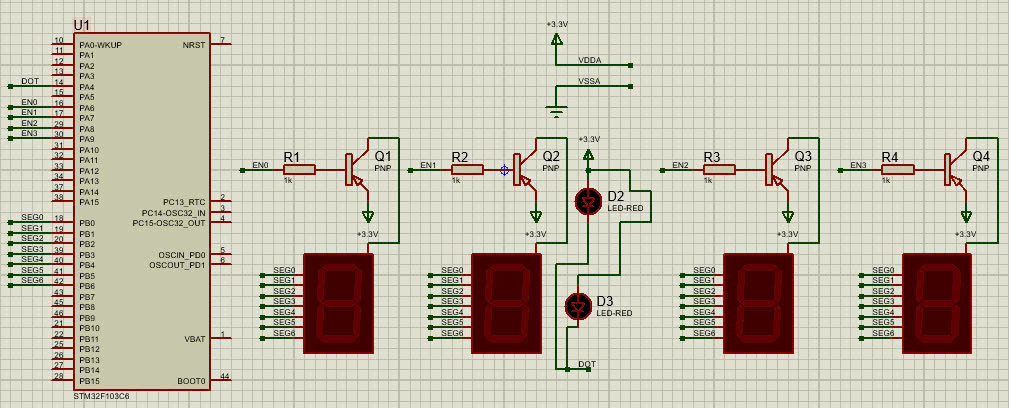 U1
10 PA0-WKUP NRST 7
11 PA1
12 PA2
13 PA3
DOT 14 PA4
15 PA5
EN0 16 PA6
EN1 17 PA7
EN2 29 PA8
EN3 30 PA9
31 PA10
32 PA11
33 PA12
34 PA13
37 PA14
38 PA15
PC13_RTC 2
PC14-OSC32_IN 3
PC15-OSC32_OUT 4
SEG0 18 PB0
SEG1 19 PB1
SEG2 20 PB2
SEG3 39 PB3
SEG4 40 PB4
SEG5 41 PB5
SEG6 42 PB6
43 PB7
45 PB8
46 PB9
21 PB10
22 PB11
25 PB12
26 PB13
27 PB14
28 PB15
OSCIN_PD0 5
OSCOUT_PD1 6
VBAT 1
BOOT0 44
STM32F103C6
+3.3V
VDDA
VSSA
EN0 R1 1k Q1 PNP
+3.3V
SEG0
SEG1
SEG2
SEG3
SEG4
SEG5
SEG6
EN1 R2 1k Q2 PNP
+3.3V
SEG0
SEG1
SEG2
SEG3
SEG4
SEG5
SEG6
+3.3V
D2
LED-RED
D3
LED-RED
DOT
EN2 R3 1k Q3 PNP
+3.3V
SEG0
SEG1
SEG2
SEG3
SEG4
SEG5
SEG6
EN3 R4 1k Q4 PNP
+3.3V
SEG0
SEG1
SEG2
SEG3
SEG4
SEG5
SEG6